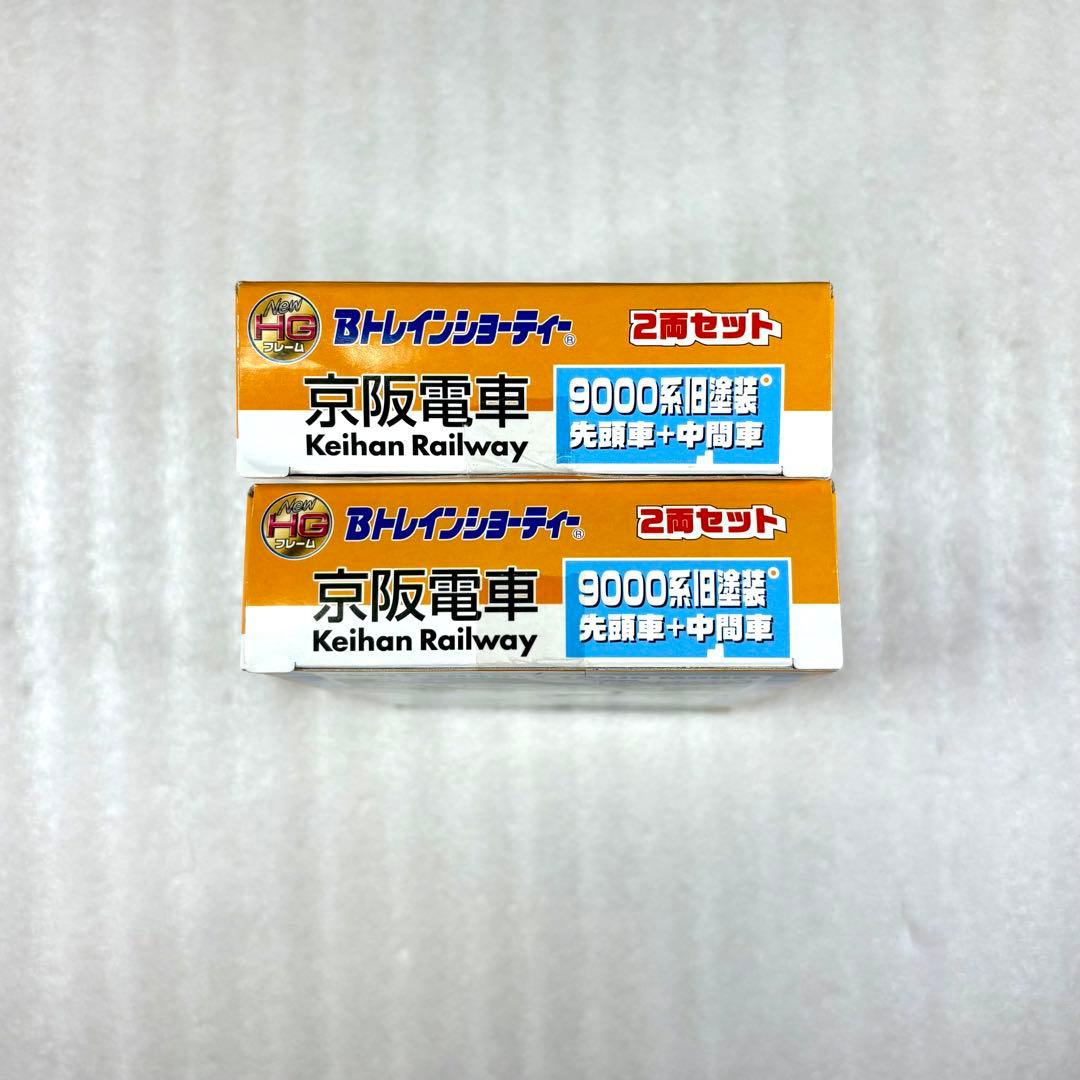 New
HG
フレーム
Bトレインショーティー®
2両セット
京阪電車
Keihan Railway
9000系旧塗装
先頭車+中間車
New
HG
フレーム
Bトレインショーティー®
2両セット
京阪電車
Keihan Railway
9000系旧塗装
先頭車+中間車